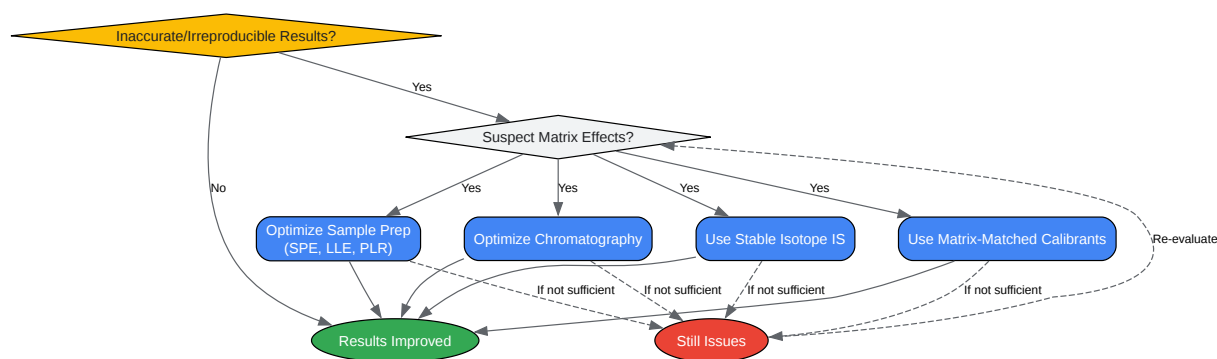 Inaccurate/Irreproducible Results?
Yes
Suspect Matrix Effects?
No
Yes
Yes
Yes
Yes
Optimize Sample Prep
(SPE, LLE, PLR)
Optimize Chromatography
Use Stable Isotope IS
Use Matrix-Matched Calibrants
Re-evaluate
If not sufficient
If not sufficient
If not sufficient
If not sufficient
Results Improved
Still Issues